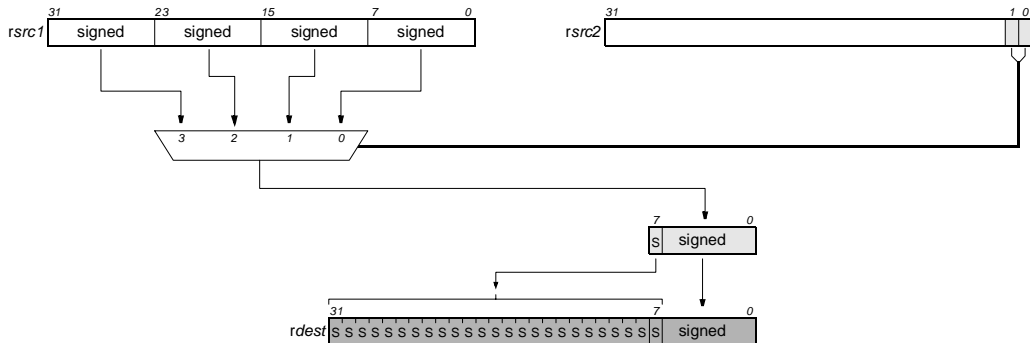 31 23 15 7 0 31 1 0
rsrc1 signed signed signed signed rsrc2
3 2 1 0
7 0
S signed
31 7 0
rdest S S S S S S S S S S S S S S S S S S S S S S S S S signed